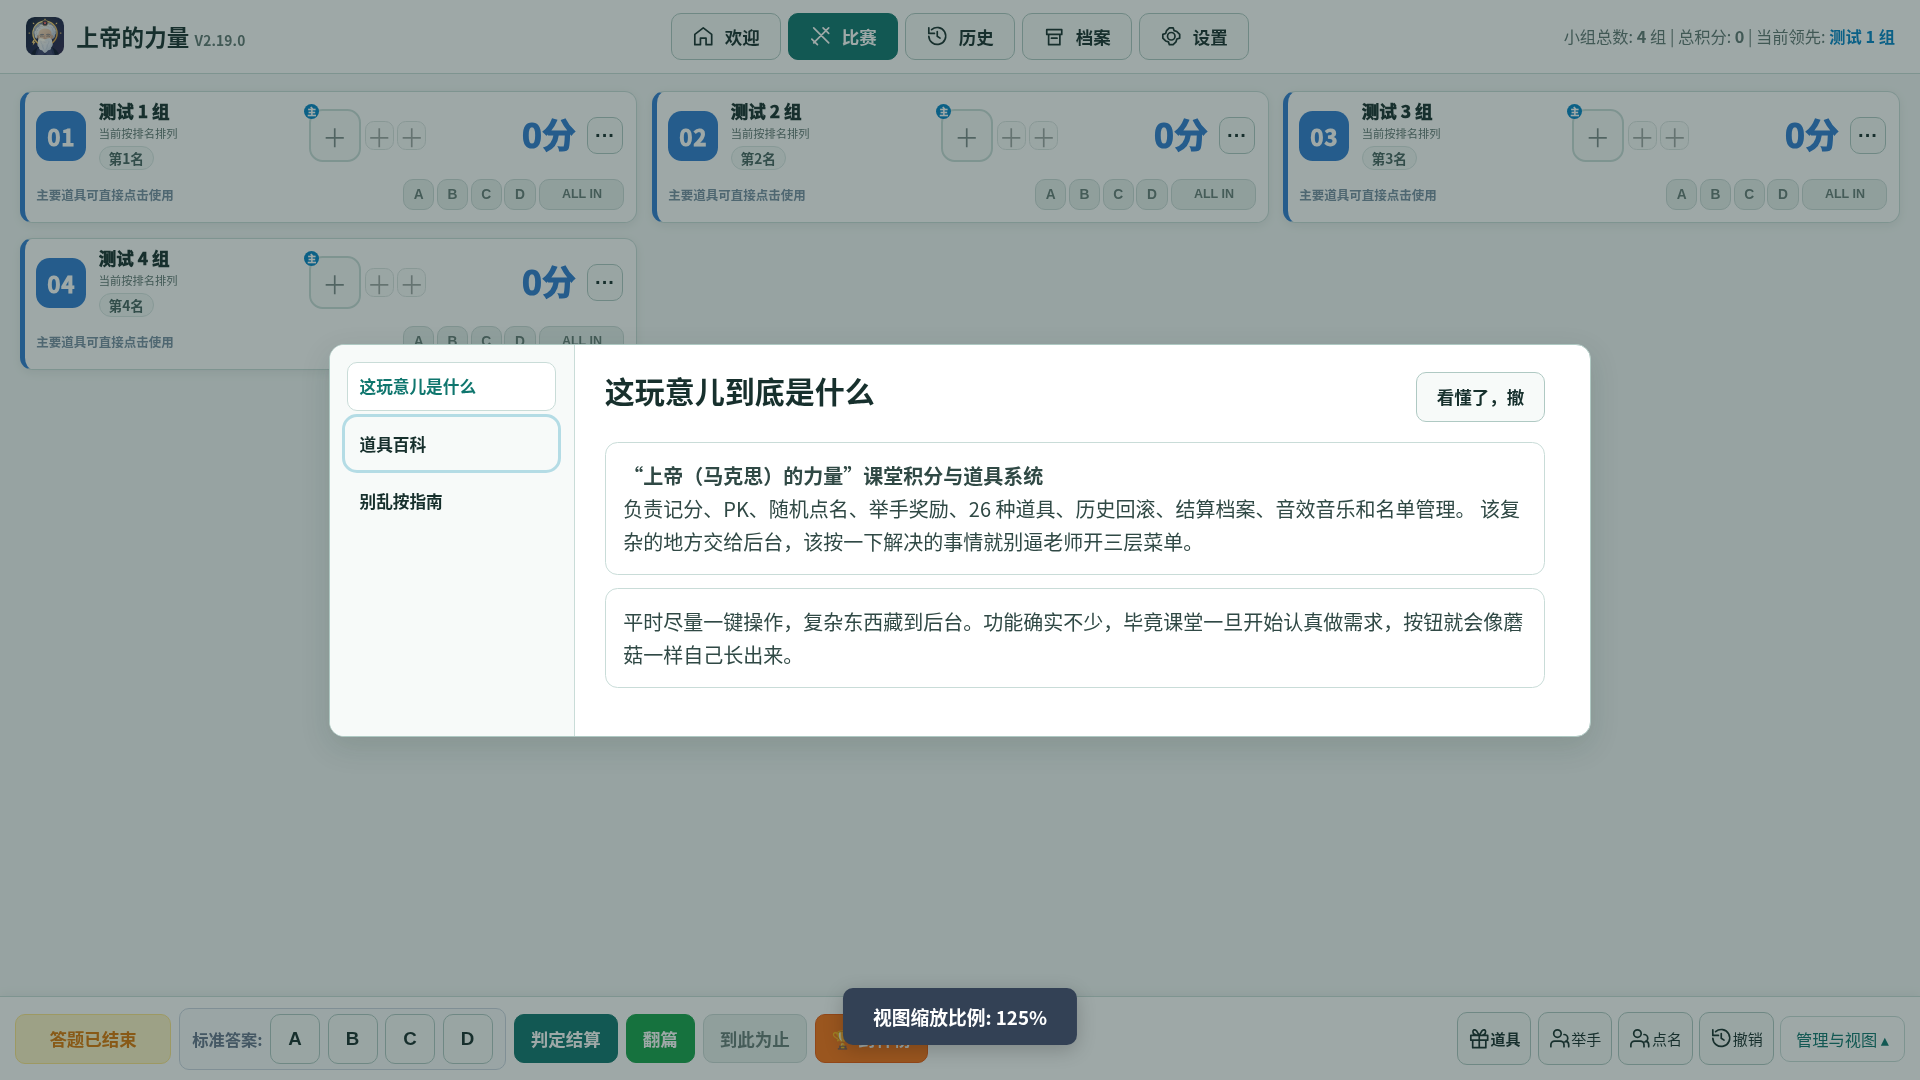 上帝的力量 V2.19.0
欢迎
比赛
历史
档案
设置
小组总数: 4 组 | 总积分: 0 | 当前领先: 测试 1 组
01
测试 1 组
当前按排名排列
第1名
主
0分
主要道具可直接点击使用
A B C D ALL IN
02
测试 2 组
当前按排名排列
第2名
主
0分
主要道具可直接点击使用
A B C D ALL IN
03
测试 3 组
当前按排名排列
第3名
主
0分
主要道具可直接点击使用
A B C D ALL IN
04
测试 4 组
当前按排名排列
第4名
主
0分
主要道具可直接点击使用
A B C D ALL IN
这玩意儿是什么
道具百科
别乱按指南
这玩意儿到底是什么
看懂了，撤
“上帝（马克思）的力量”课堂积分与道具系统
负责记分、PK、随机点名、举手奖励、26 种道具、历史回滚、结算档案、音效音乐和名单管理。 该复
杂的地方交给后台，该按一下解决的事情就别逼老师开三层菜单。
平时尽量一键操作，复杂东西藏到后台。功能确实不少，毕竟课堂一旦开始认真做需求，按钮就会像蘑
菇一样自己长出来。
视图缩放比例: 125%
答题已结束
标准答案: A B C D
判定结算
翻篇
到此为止
道具
举手
点名
撤销
管理与视图 ▴